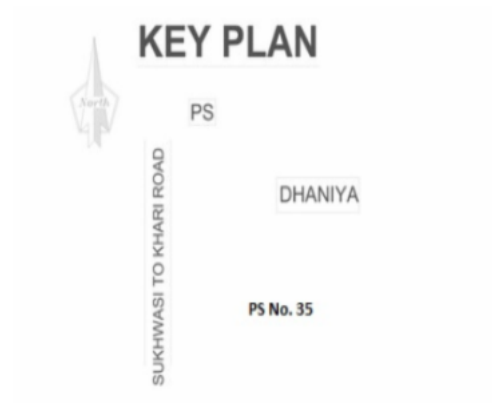 KEY PLAN
North
PS
DHANIYA
SUKHWASI TO KHARI ROAD
PS No. 35